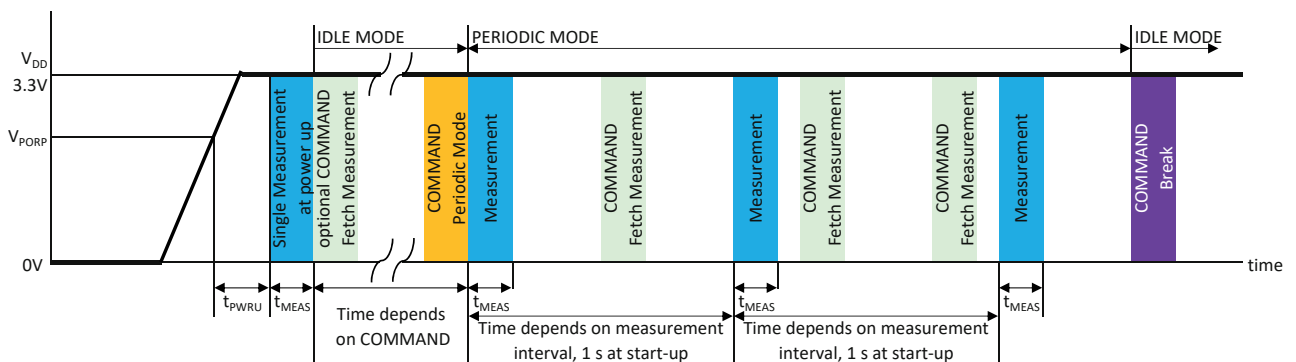 IDLE MODE
PERIODIC MODE
IDLE MODE
VDD
3.3V
VPORP
0V
Single Measurement
at power up
optional COMMAND
Fetch Measurement
COMMAND
Periodic Mode
Measurement
COMMAND
Fetch Measurement
Measurement
COMMAND
Fetch Measurement
COMMAND
Fetch Measurement
Measurement
COMMAND
Break
time
tPWRU
tMEAS
Time depends
on COMMAND
tMEAS
Time depends on measurement
interval, 1 s at start-up
tMEAS
Time depends on measurement
interval, 1 s at start-up
tMEAS